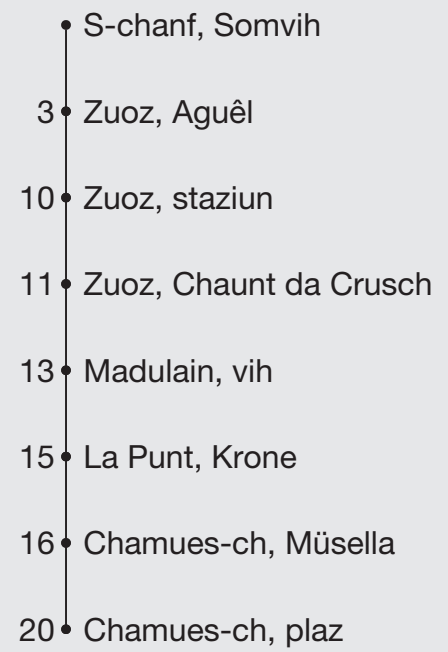 S-chanf, Somvih
3 Zuoz, Aguêl
10 Zuoz, staziun
11 Zuoz, Chaunt da Crusch
13 Madulain, vih
15 La Punt, Krone
16 Chamues-ch, Müsella
20 Chamues-ch, plaz